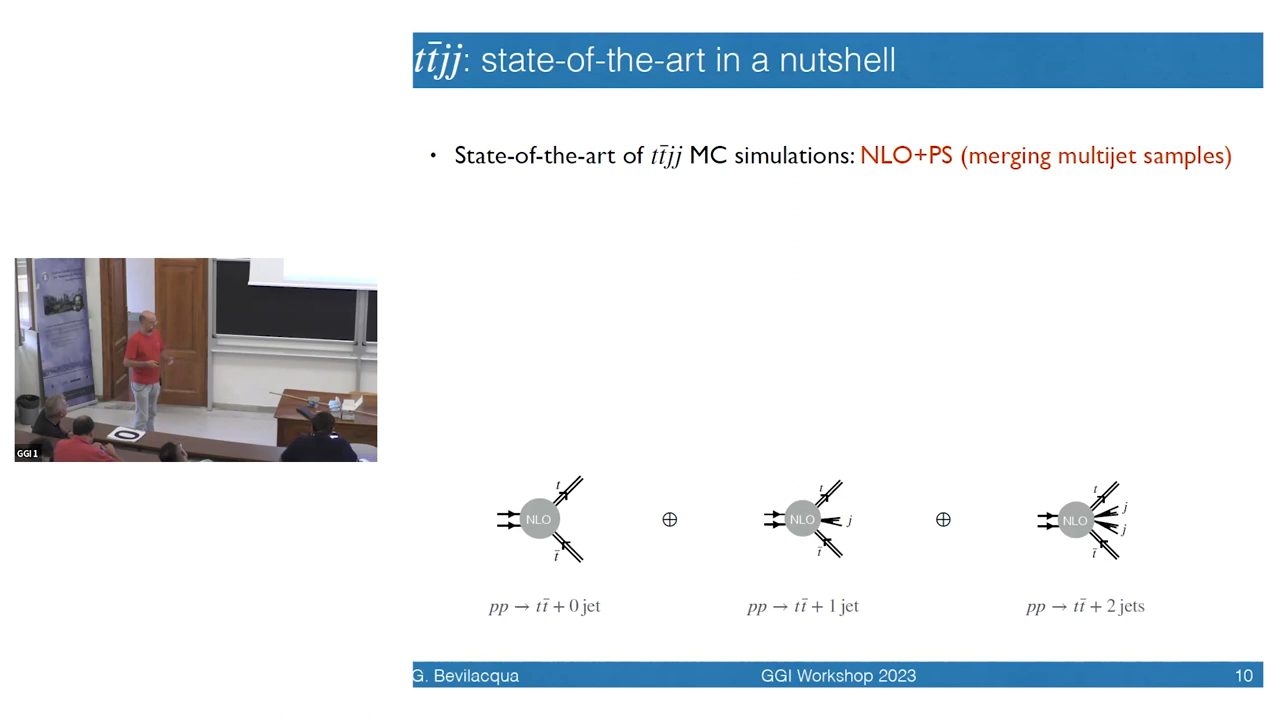 tt̄jj: state-of-the-art in a nutshell
• State-of-the-art of tt̄jj MC simulations: NLO+PS (merging multijet samples)
GGI 1
t NLO t̄
⊕
t NLO j t̄
⊕
t NLO j j t̄
pp → tt̄ + 0 jet
pp → tt̄ + 1 jet
pp → tt̄ + 2 jets
G. Bevilacqua
GGI Workshop 2023
10